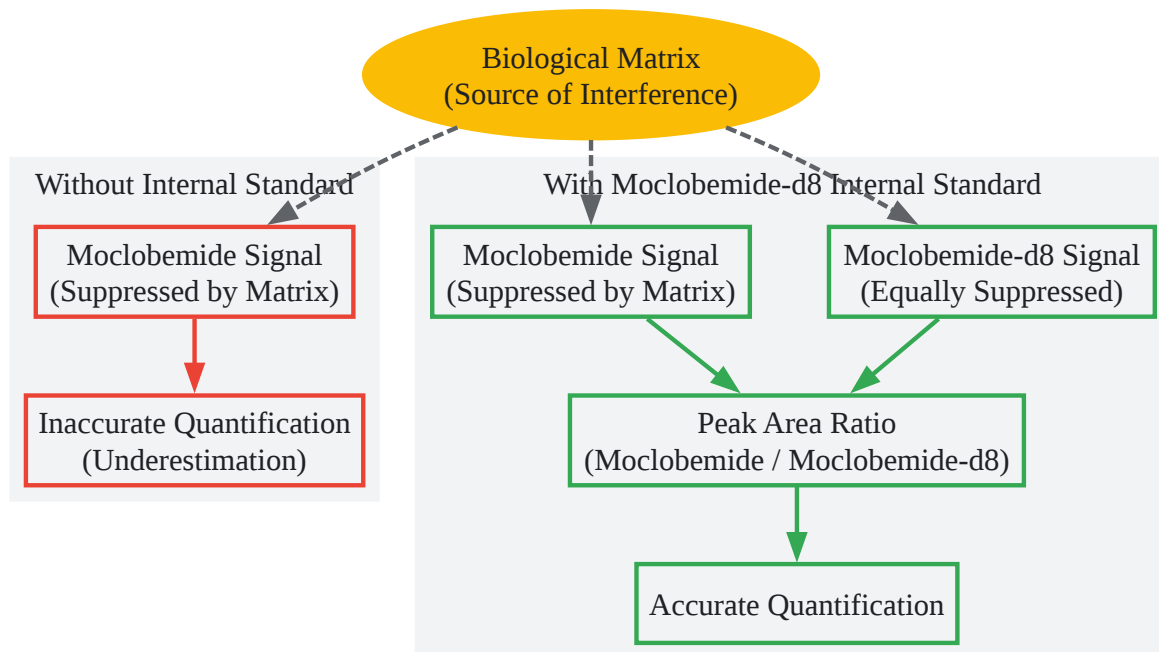 Biological Matrix
(Source of Interference)
Without Internal Standard
With Moclobemide-d8 Internal Standard
Moclobemide Signal
(Suppressed by Matrix)
Moclobemide Signal
(Suppressed by Matrix)
Moclobemide-d8 Signal
(Equally Suppressed)
Inaccurate Quantification
(Underestimation)
Peak Area Ratio
(Moclobemide / Moclobemide-d8)
Accurate Quantification